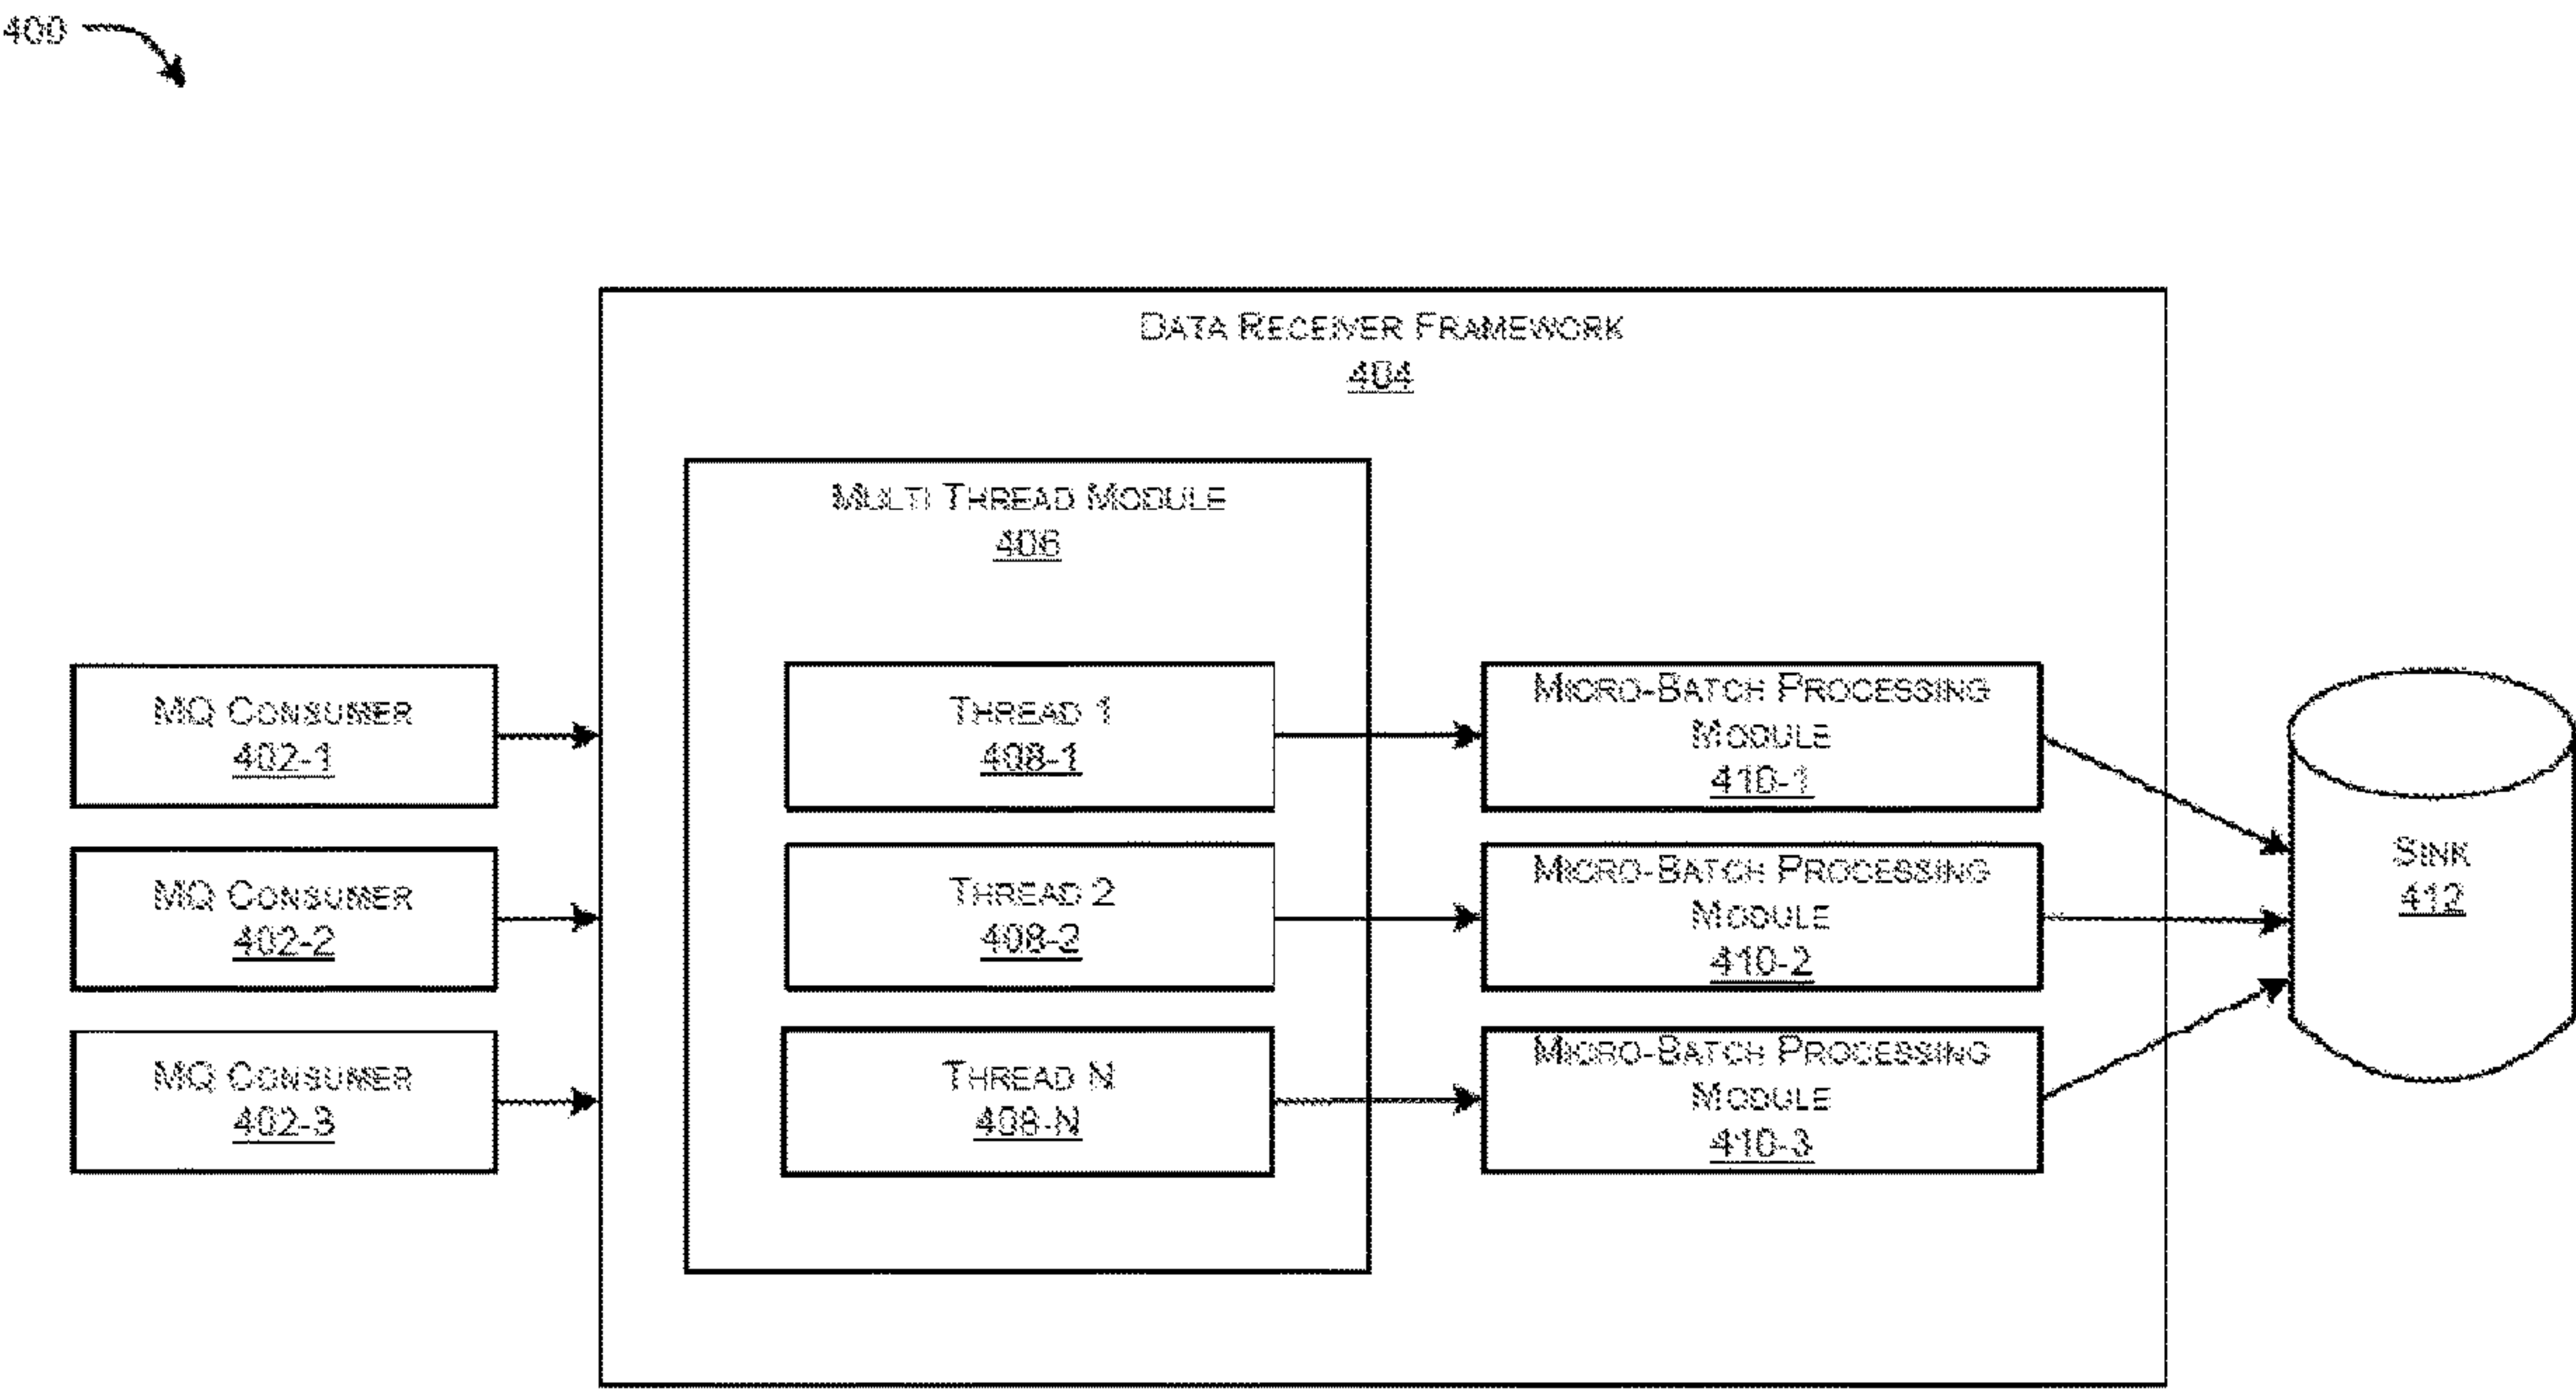 400
DATA RECEIVER FRAMEWORK
404
MULTI THREAD MODULE
406
MQ CONSUMER
402-1
MQ CONSUMER
402-2
MQ CONSUMER
402-3
THREAD 1
408-1
THREAD 2
408-2
THREAD N
408-N
MICRO-BATCH PROCESSING
MODULE
410-1
MICRO-BATCH PROCESSING
MODULE
410-2
MICRO-BATCH PROCESSING
MODULE
410-3
SINK
412